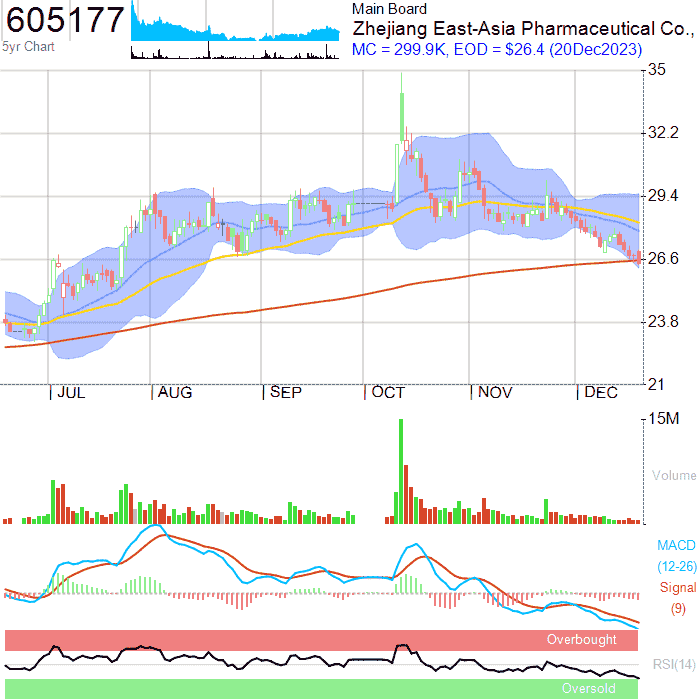 605177
5yr Chart
Main Board
Zhejiang East-Asia Pharmaceutical Co.,
MC = 299.9K, EOD = $26.4 (20Dec2023)
35
32.2
29.4
26.6
23.8
21
JUL AUG SEP OCT NOV DEC
15M
Volume
MACD
(12-26)
Signal
(9)
Overbought
RSI(14)
Oversold